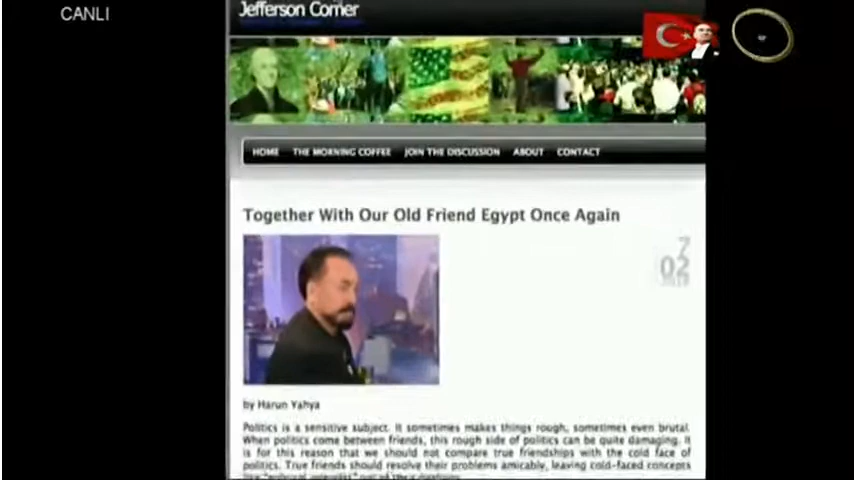 CANLI
Jefferson Corner
HOME THE MORNING COFFEE JOIN THE DISCUSSION ABOUT CONTACT
Together With Our Old Friend Egypt Once Again
7
02
by Harun Yahya
Politics is a sensitive subject. It sometimes makes things rough, sometimes even brutal.
When politics come between friends, this rough side of politics can be quite damaging. It
is for this reason that we should not compare true friendships with the cold face of
politics. True friends should resolve their problems amicably, leaving cold-faced concepts